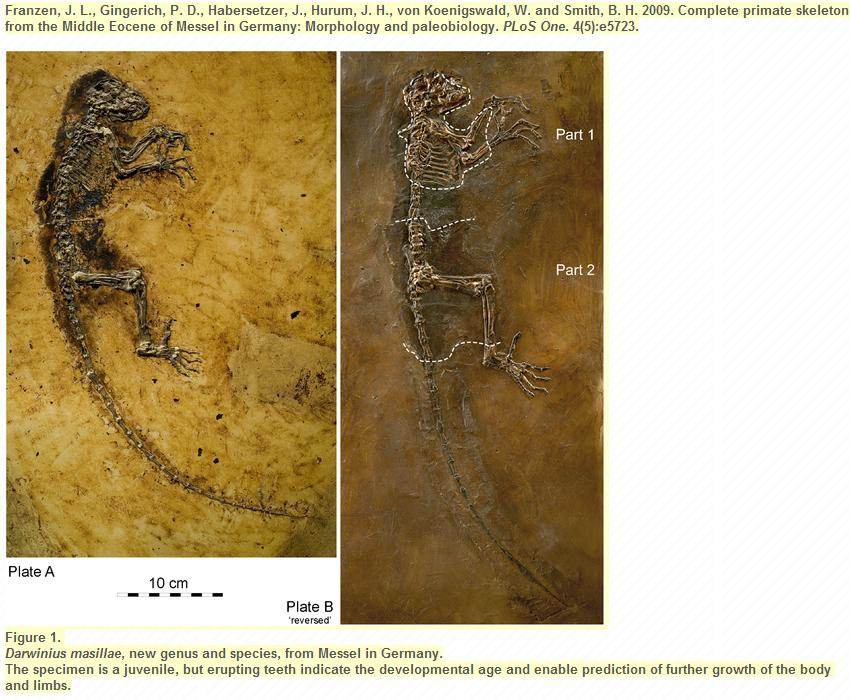 Franzen, J. L., Gingerich, P. D., Habersetzer, J., Hurum, J. H., von Koenigswald, W. and Smith, B. H. 2009. Complete primate skeleton
from the Middle Eocene of Messel in Germany: Morphology and paleobiology. PLoS One. 4(5):e5723.
Part 1
Part 2
Plate A
10 cm
Plate B
'reversed'
Figure 1.
Darwinius masillae, new genus and species, from Messel in Germany.
The specimen is a juvenile, but erupting teeth indicate the developmental age and enable prediction of further growth of the body
and limbs.